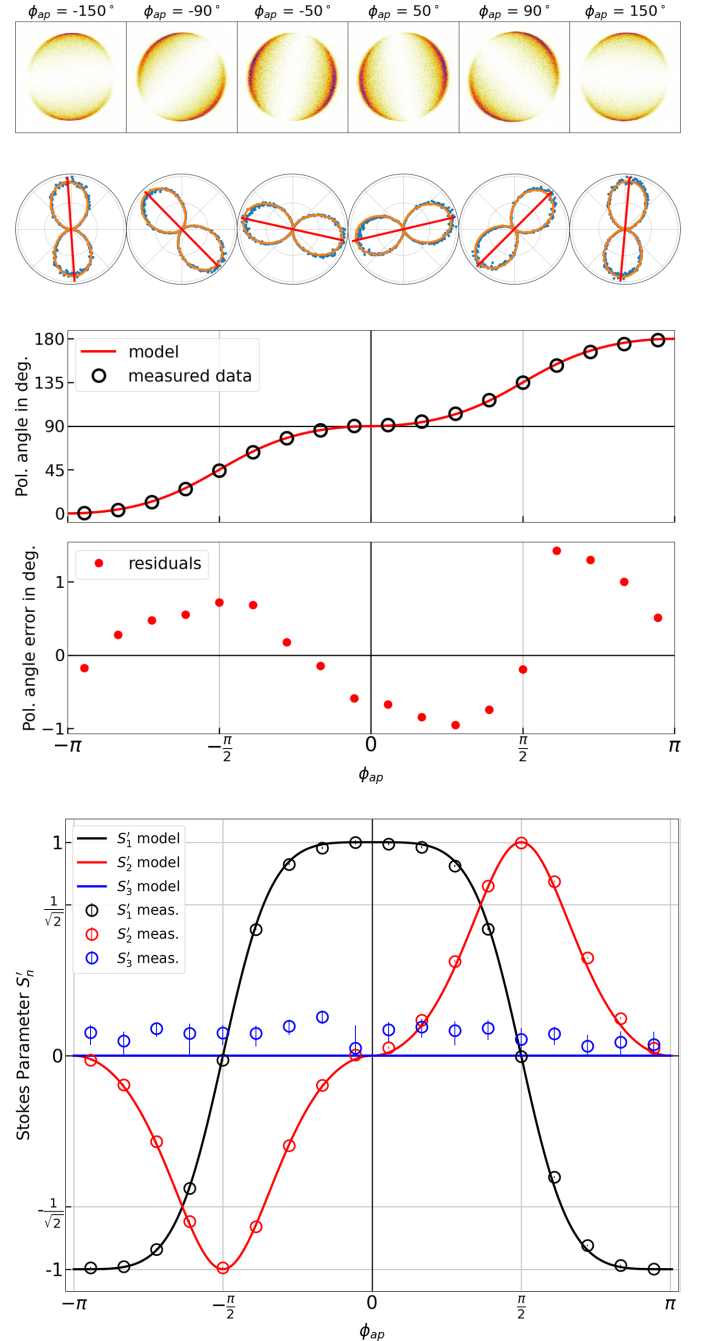 ϕap = -150° ϕap = -90° ϕap = -50° ϕap = 50° ϕap = 90° ϕap = 150°
180
135
90
45
0
Pol. angle in deg.
model
measured data
1
0
−1
Pol. angle error in deg.
residuals
−π −π/2 0 π/2 π
ϕap
1
1/√2
0
-1/√2
-1
Stokes Parameter S′n
S′1 model
S′2 model
S′3 model
S′1 meas.
S′2 meas.
S′3 meas.
−π −π/2 0 π/2 π
ϕap